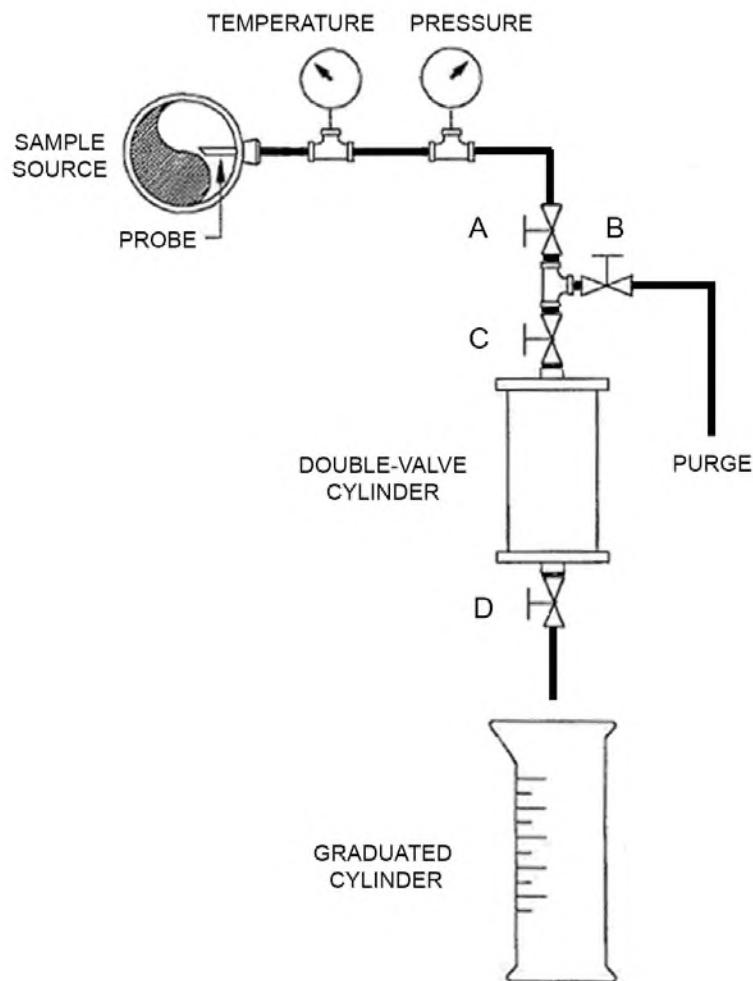 TEMPERATURE
PRESSURE
SAMPLE
SOURCE
PROBE
A
B
C
DOUBLE-VALVE
CYLINDER
PURGE
D
GRADUATED
CYLINDER